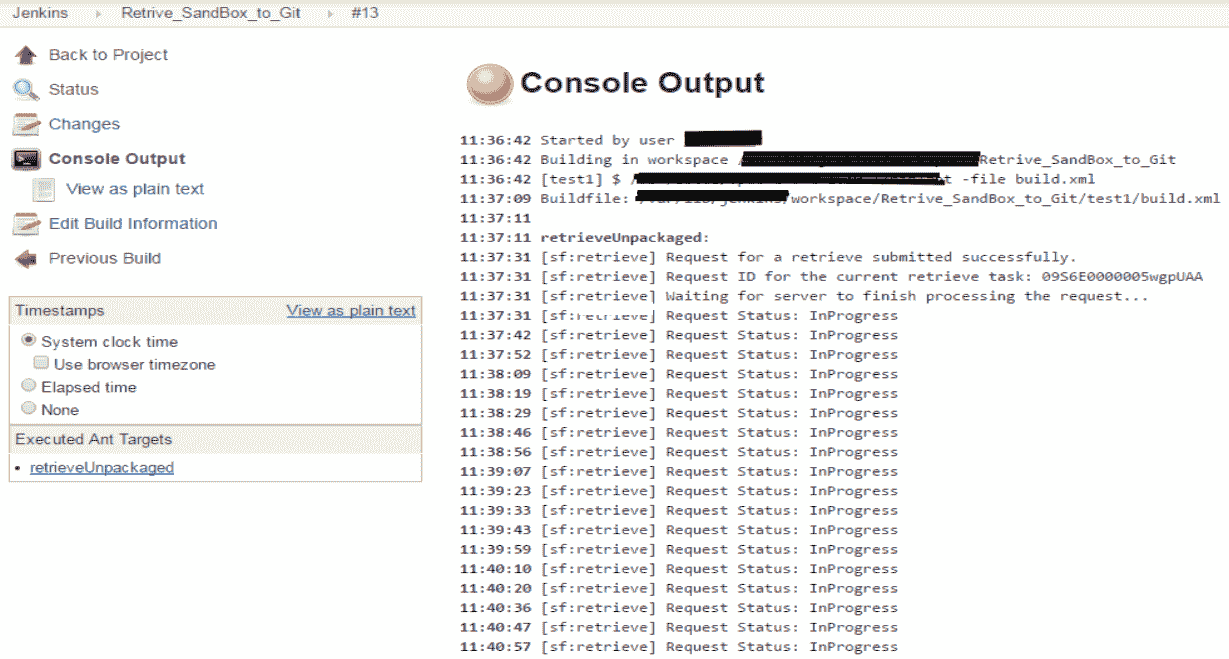 Jenkins Retrive_SandBox_to_Git #13
Back to Project
Status
Changes
Console Output
View as plain text
Edit Build Information
Previous Build
Timestamps View as plain text
System clock time
Use browser timezone
Elapsed time
None
Executed Ant Targets
• retrieveUnpackaged
Console Output
11:36:42 Started by user
11:36:42 Building in workspace / Retrive_SandBox_to_Git
11:36:42 [test1] $ / t -file build.xml
11:37:09 Buildfile: workspace/Retrive_SandBox_to_Git/test1/build.xml
11:37:11
11:37:11 retrieveUnpackaged:
11:37:31 [sf:retrieve] Request for a retrieve submitted successfully.
11:37:31 [sf:retrieve] Request ID for the current retrieve task: 09S6E0000005wgpUAA
11:37:31 [sf:retrieve] Waiting for server to finish processing the request...
11:37:31 [sf:retrieve] Request Status: InProgress
11:37:42 [sf:retrieve] Request Status: InProgress
11:37:52 [sf:retrieve] Request Status: InProgress
11:38:09 [sf:retrieve] Request Status: InProgress
11:38:19 [sf:retrieve] Request Status: InProgress
11:38:29 [sf:retrieve] Request Status: InProgress
11:38:46 [sf:retrieve] Request Status: InProgress
11:38:56 [sf:retrieve] Request Status: InProgress
11:39:07 [sf:retrieve] Request Status: InProgress
11:39:23 [sf:retrieve] Request Status: InProgress
11:39:33 [sf:retrieve] Request Status: InProgress
11:39:43 [sf:retrieve] Request Status: InProgress
11:39:59 [sf:retrieve] Request Status: InProgress
11:40:10 [sf:retrieve] Request Status: InProgress
11:40:20 [sf:retrieve] Request Status: InProgress
11:40:36 [sf:retrieve] Request Status: InProgress
11:40:47 [sf:retrieve] Request Status: InProgress
11:40:57 [sf:retrieve] Request Status: InProgress